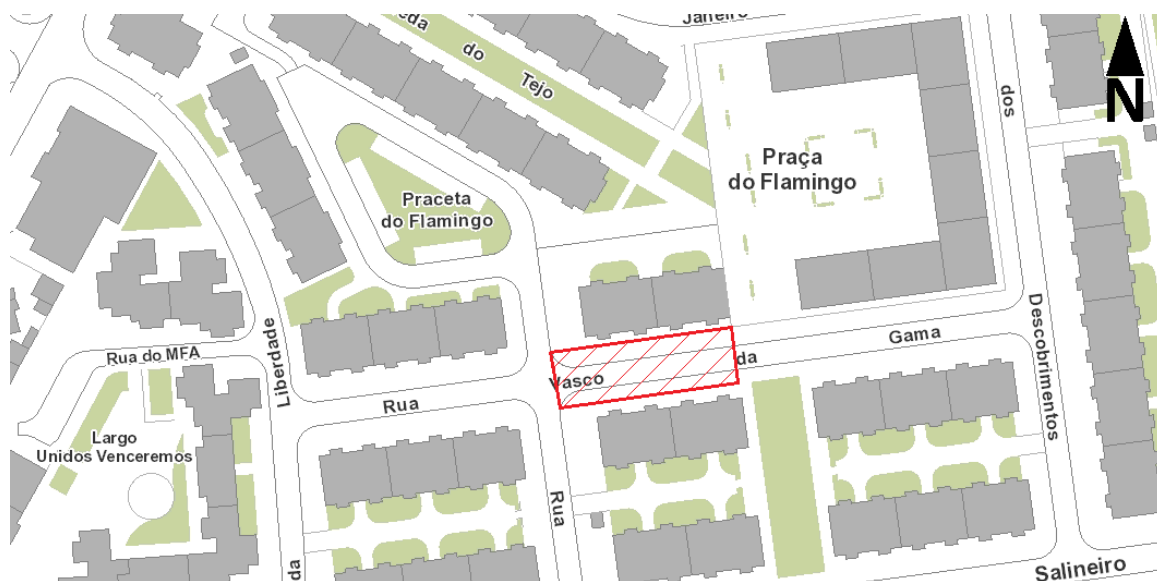 Janeiro
eda do Tejo
N
dos
Praça
do Flamingo
Praceta
do Flamingo
Descobrimentos
Liberdade
Rua do MFA
Gama
da
Vasco
Rua
Largo
Unidos Venceremos
Rua
da
Salineiro